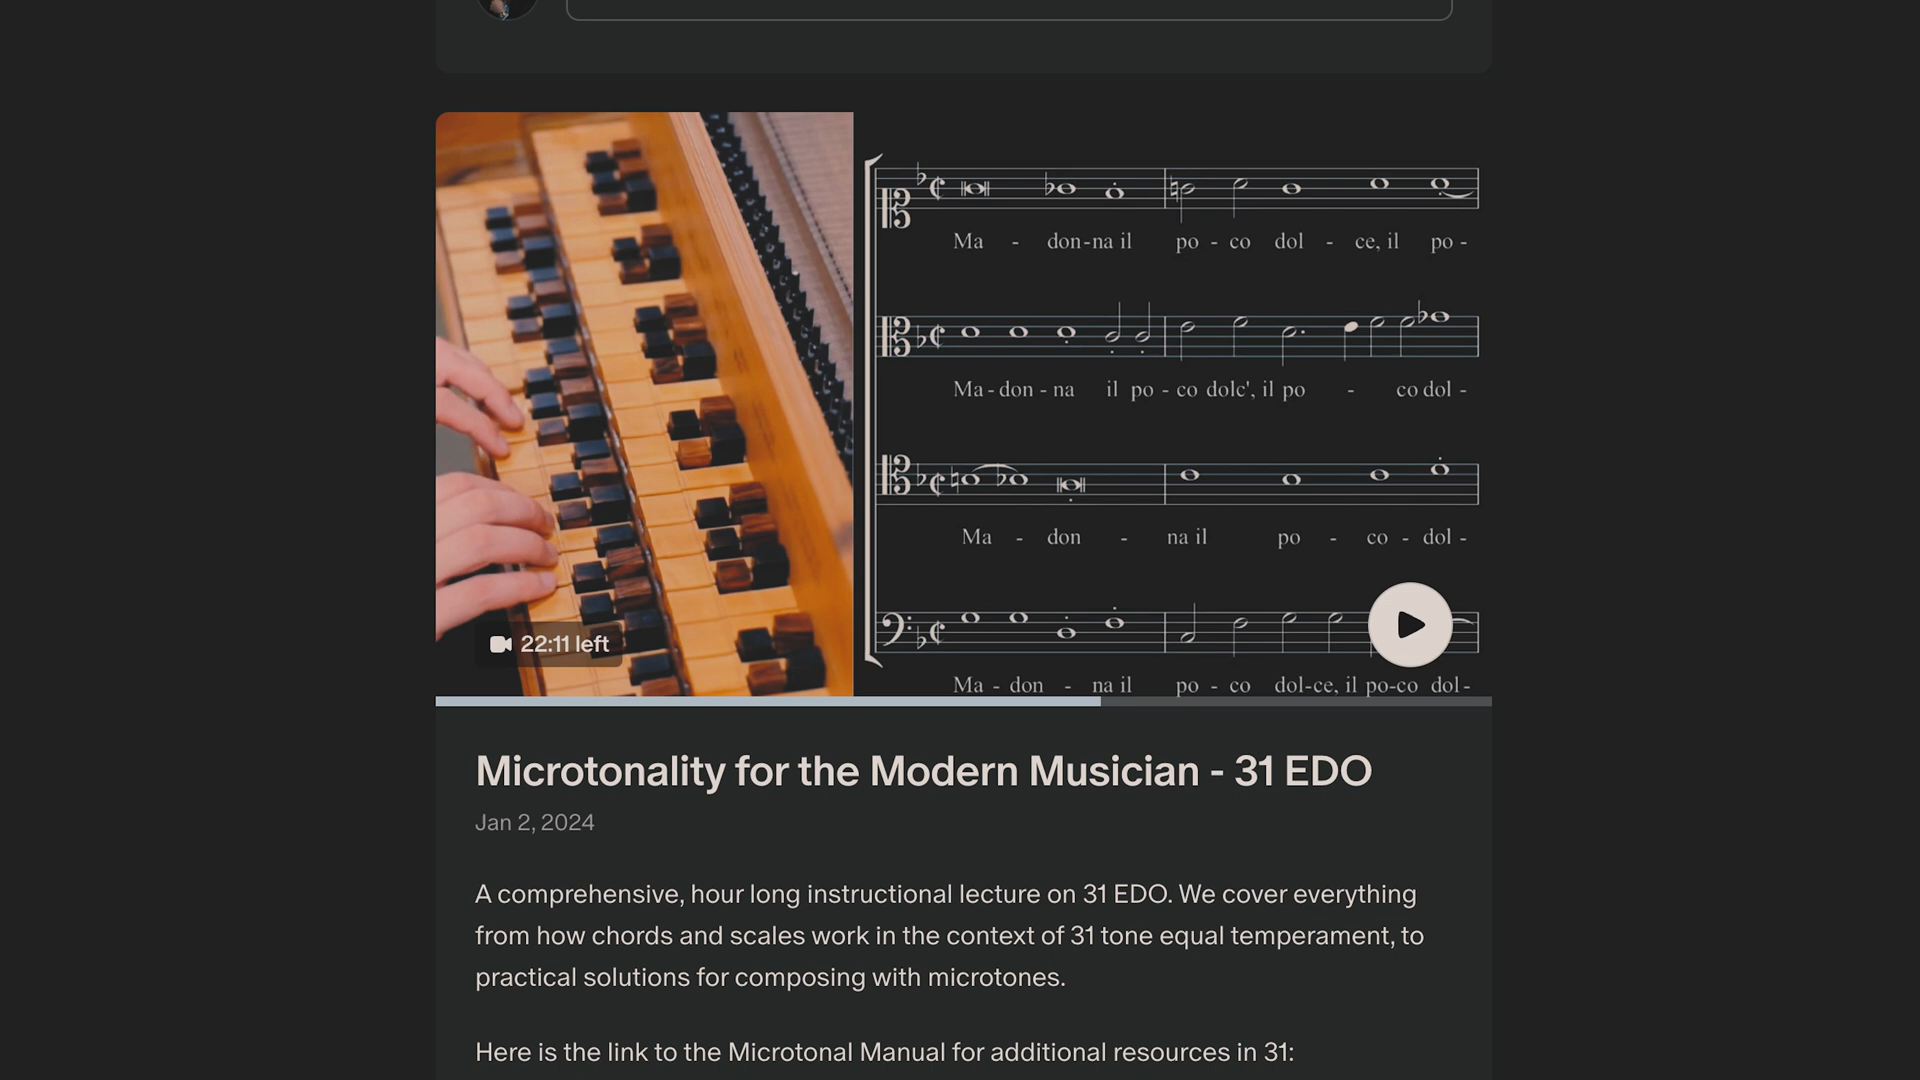 Ma - don-na il po - co dol - ce, il po -
Ma - don - na il po - co dolc', il po - co dol -
Ma - don - na il po - co - dol -
Ma - don - na il po - co dol-ce, il po-co dol-
22:11 left
Microtonality for the Modern Musician - 31 EDO
Jan 2, 2024
A comprehensive, hour long instructional lecture on 31 EDO. We cover everything
from how chords and scales work in the context of 31 tone equal temperament, to
practical solutions for composing with microtones.
Here is the link to the Microtonal Manual for additional resources in 31: